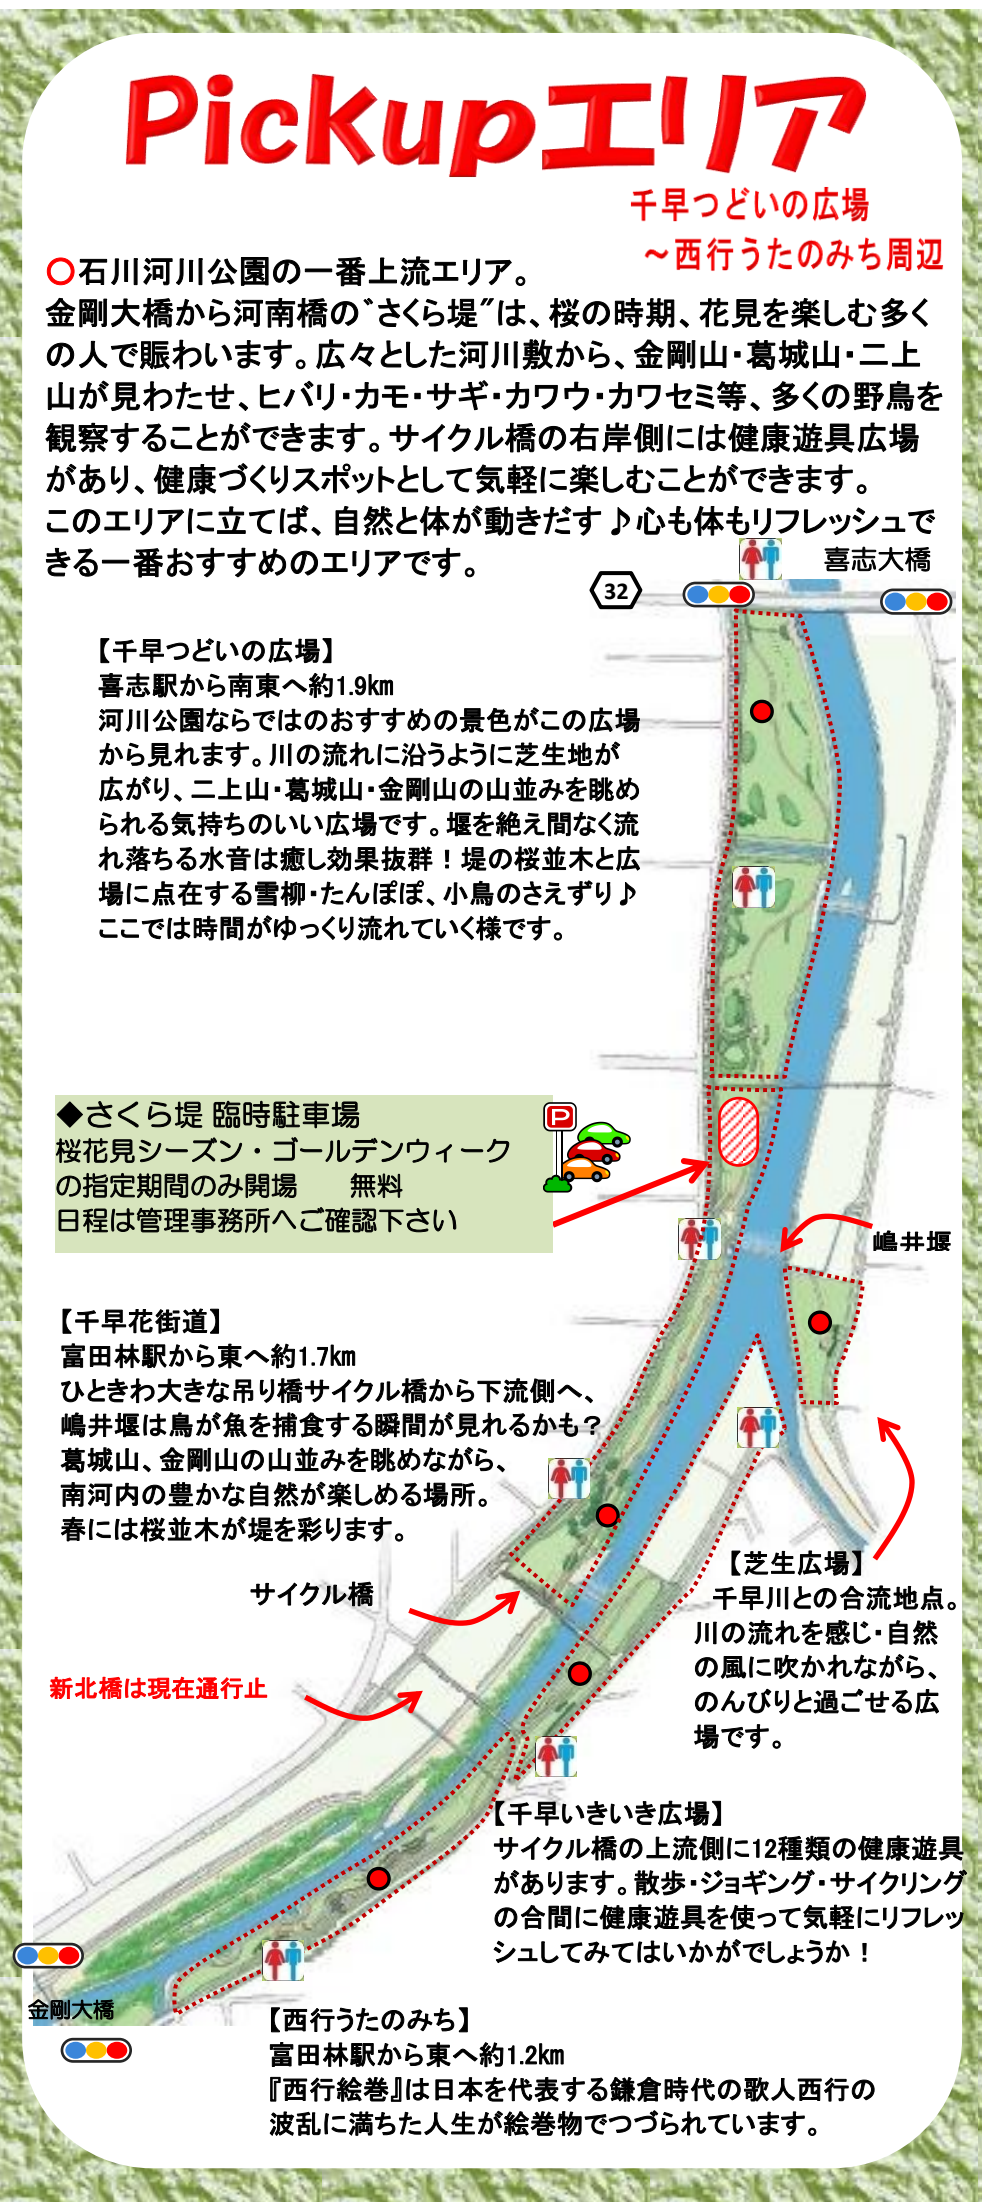 Pickupエリア
千早つどいの広場
～西行うたのみち周辺
〇石川河川公園の一番上流エリア。
金剛大橋から河南橋の゛さくら堤″は、桜の時期、花見を楽しむ多く
の人で賑わいます。広々とした河川敷から、金剛山・葛城山・二上
山が見わたせ、ヒバリ・カモ・サギ・カワウ・カワセミ等、多くの野鳥を
観察することができます。サイクル橋の右岸側には健康遊具広場
があり、健康づくりスポットとして気軽に楽しむことができます。
このエリアに立てば、自然と体が動きだす♪心も体もリフレッシュで
きる一番おすすめのエリアです。
喜志大橋
32
【千早つどいの広場】
喜志駅から南東へ約1.9km
河川公園ならではのおすすめの景色がこの広場
から見れます。川の流れに沿うように芝生地が
広がり、二上山・葛城山・金剛山の山並みを眺め
られる気持ちのいい広場です。堰を絶え間なく流
れ落ちる水音は癒し効果抜群！堤の桜並木と広
場に点在する雪柳・たんぽぽ、小鳥のさえずり♪
ここでは時間がゆっくり流れていく様です。
◆さくら堤 臨時駐車場
桜花見シーズン・ゴールデンウィーク
の指定期間のみ開場　　無料
日程は管理事務所へご確認下さい
P
嶋井堰
【千早花街道】
富田林駅から東へ約1.7km
ひときわ大きな吊り橋サイクル橋から下流側へ、
嶋井堰は鳥が魚を捕食する瞬間が見れるかも？
葛城山、金剛山の山並みを眺めながら、
南河内の豊かな自然が楽しめる場所。
春には桜並木が堤を彩ります。
サイクル橋
新北橋は現在通行止
【芝生広場】
千早川との合流地点。
川の流れを感じ・自然
の風に吹かれながら、
のんびりと過ごせる広
場です。
【千早いきいき広場】
サイクル橋の上流側に12種類の健康遊具
があります。散歩・ジョギング・サイクリング
の合間に健康遊具を使って気軽にリフレッ
シュしてみてはいかがでしょうか！
金剛大橋
【西行うたのみち】
富田林駅から東へ約1.2km
『西行絵巻』は日本を代表する鎌倉時代の歌人西行の
波乱に満ちた人生が絵巻物でつづられています。